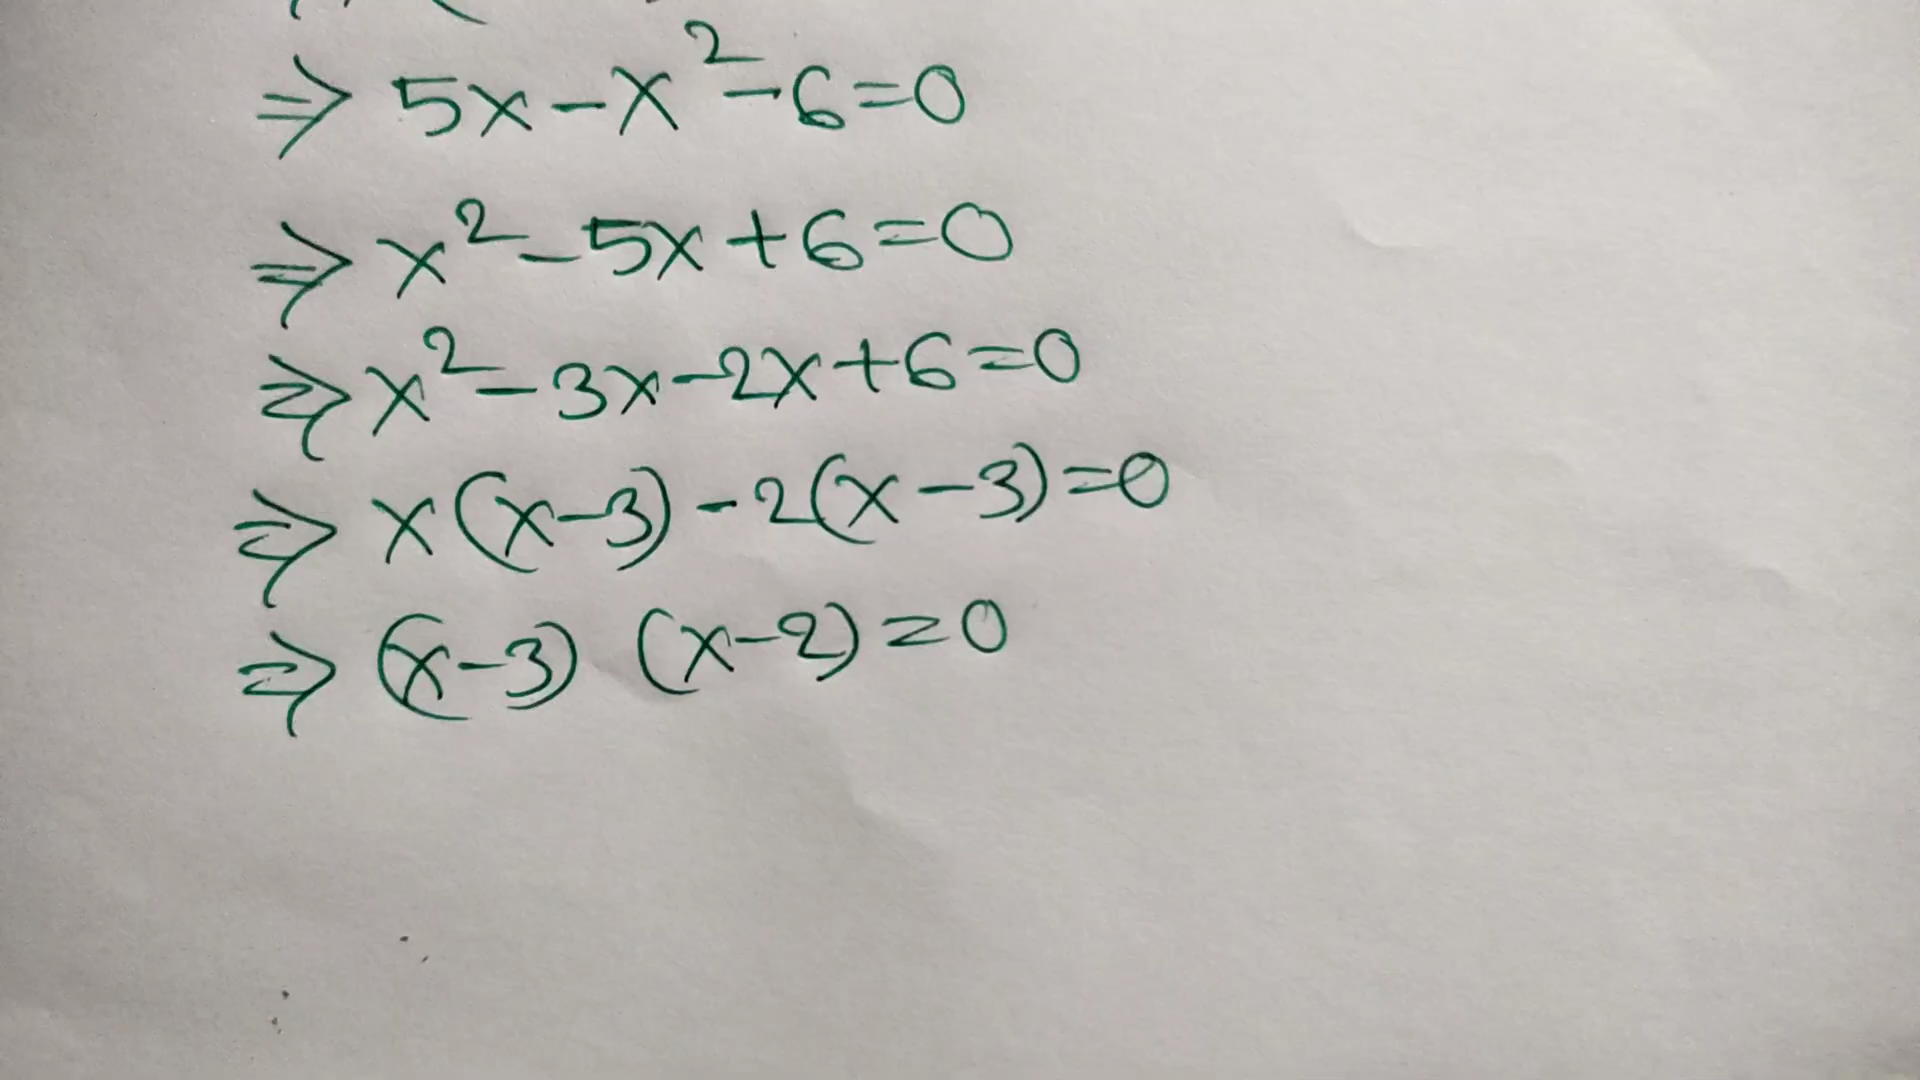 ⇒ 5x-x²-6=0
⇒ x²-5x+6=0
⇒ x²-3x-2x+6=0
⇒ x(x-3)-2(x-3)=0
⇒ (x-3) (x-2)=0